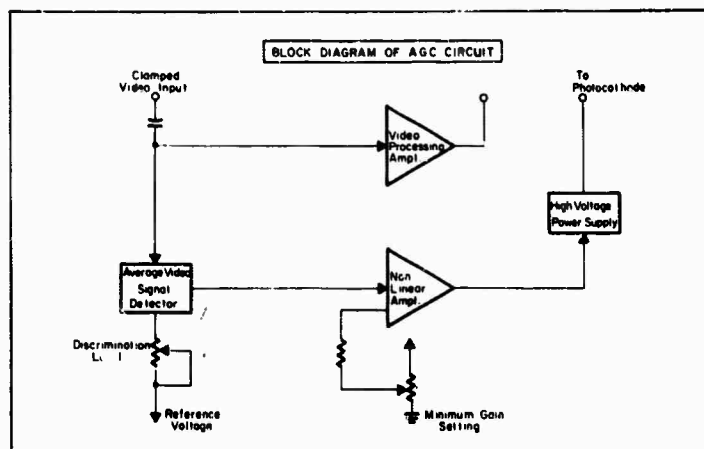 BLOCK DIAGRAM OF AGC CIRCUIT
Clamped
Video Input
To
Photocathode
Video
Processing
Ampl.
High Voltage
Power Supply
Average Video
Signal
Detector
Non
Linear
Ampl.
Discrimination
Reference
Voltage
Minimum Gain
Setting